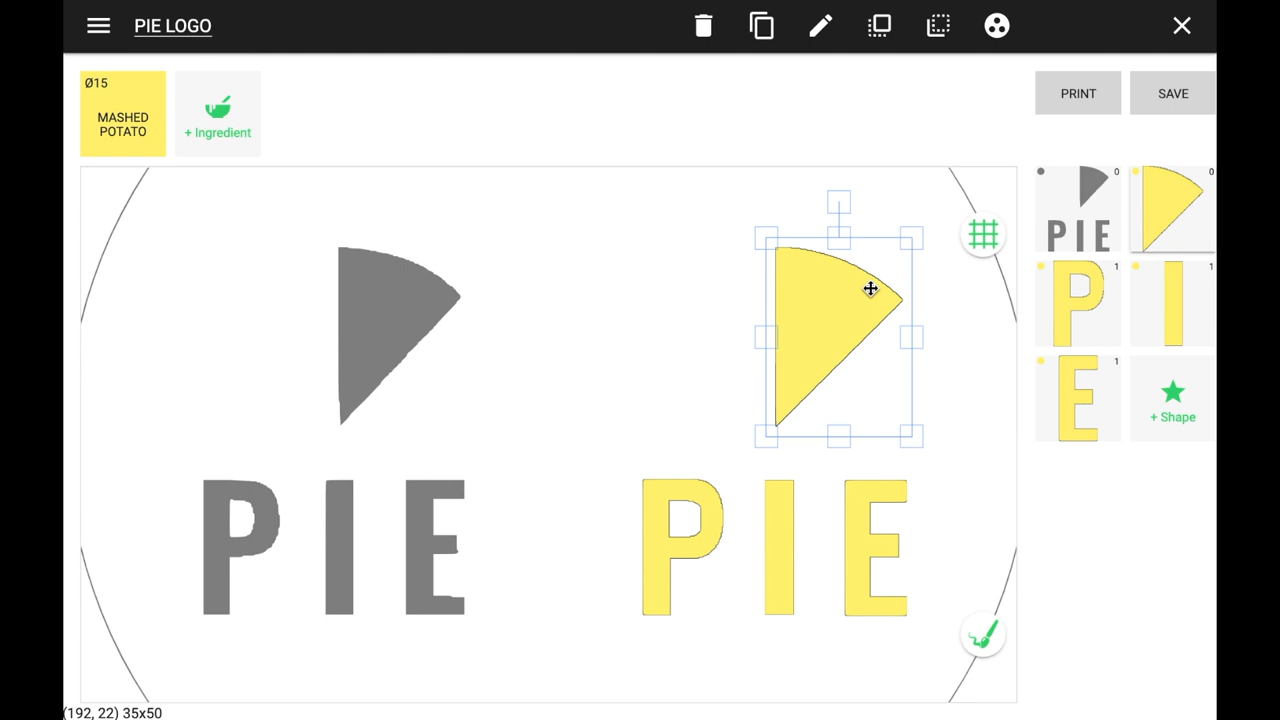 PIE LOGO
Ø15
MASHED
POTATO
+ Ingredient
PRINT
SAVE
0
PIE
0
P
1
I
1
E
1
+ Shape
PIE
PIE
(192, 22) 35x50